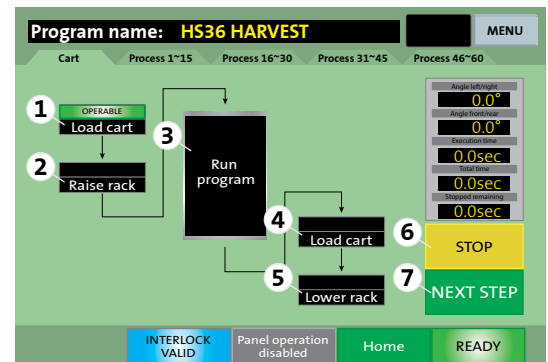 Program name: HS36 HARVEST
MENU
Cart
Process 1~15
Process 16~30
Process 31~45
Process 46~60
1
OPERABLE
Load cart
2
Raise rack
3
Run
program
4
Load cart
5
Lower rack
Angle left/right
0.0°
Angle front/rear
0.0°
Execution time
0.0sec
Total time
0.0sec
Stopped remaining
0.0sec
6
STOP
7
NEXT STEP
INTERLOCK
VALID
Panel operation
disabled
Home
READY